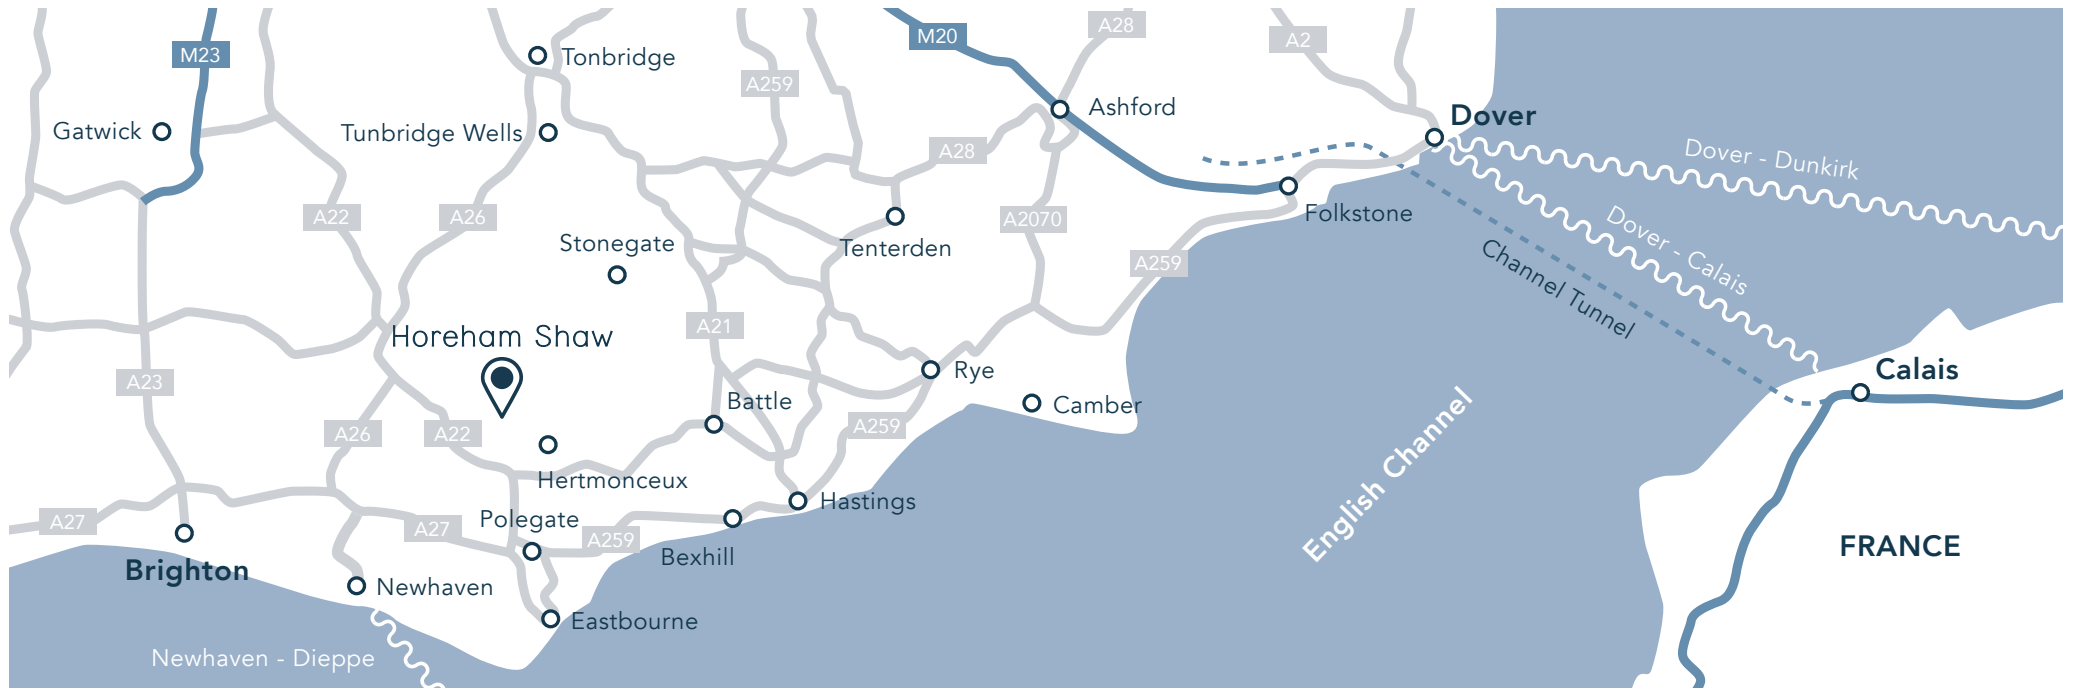 A28
M20
A2
M23
Tonbridge
A259
Ashford
Dover
Gatwick
Tunbridge Wells
A28
Dover - Dunkirk
A22
A26
A2070
Folkstone
Stonegate
Tenterden
Dover - Calais
A259
Channel Tunnel
A21
Horeham Shaw
Rye
Calais
A23
Battle
Camber
A26
A22
A259
English Channel
Hertmonceux
Hastings
A27
Polegate
A27
A259
FRANCE
Bexhill
Brighton
Newhaven
Eastbourne
Newhaven - Dieppe